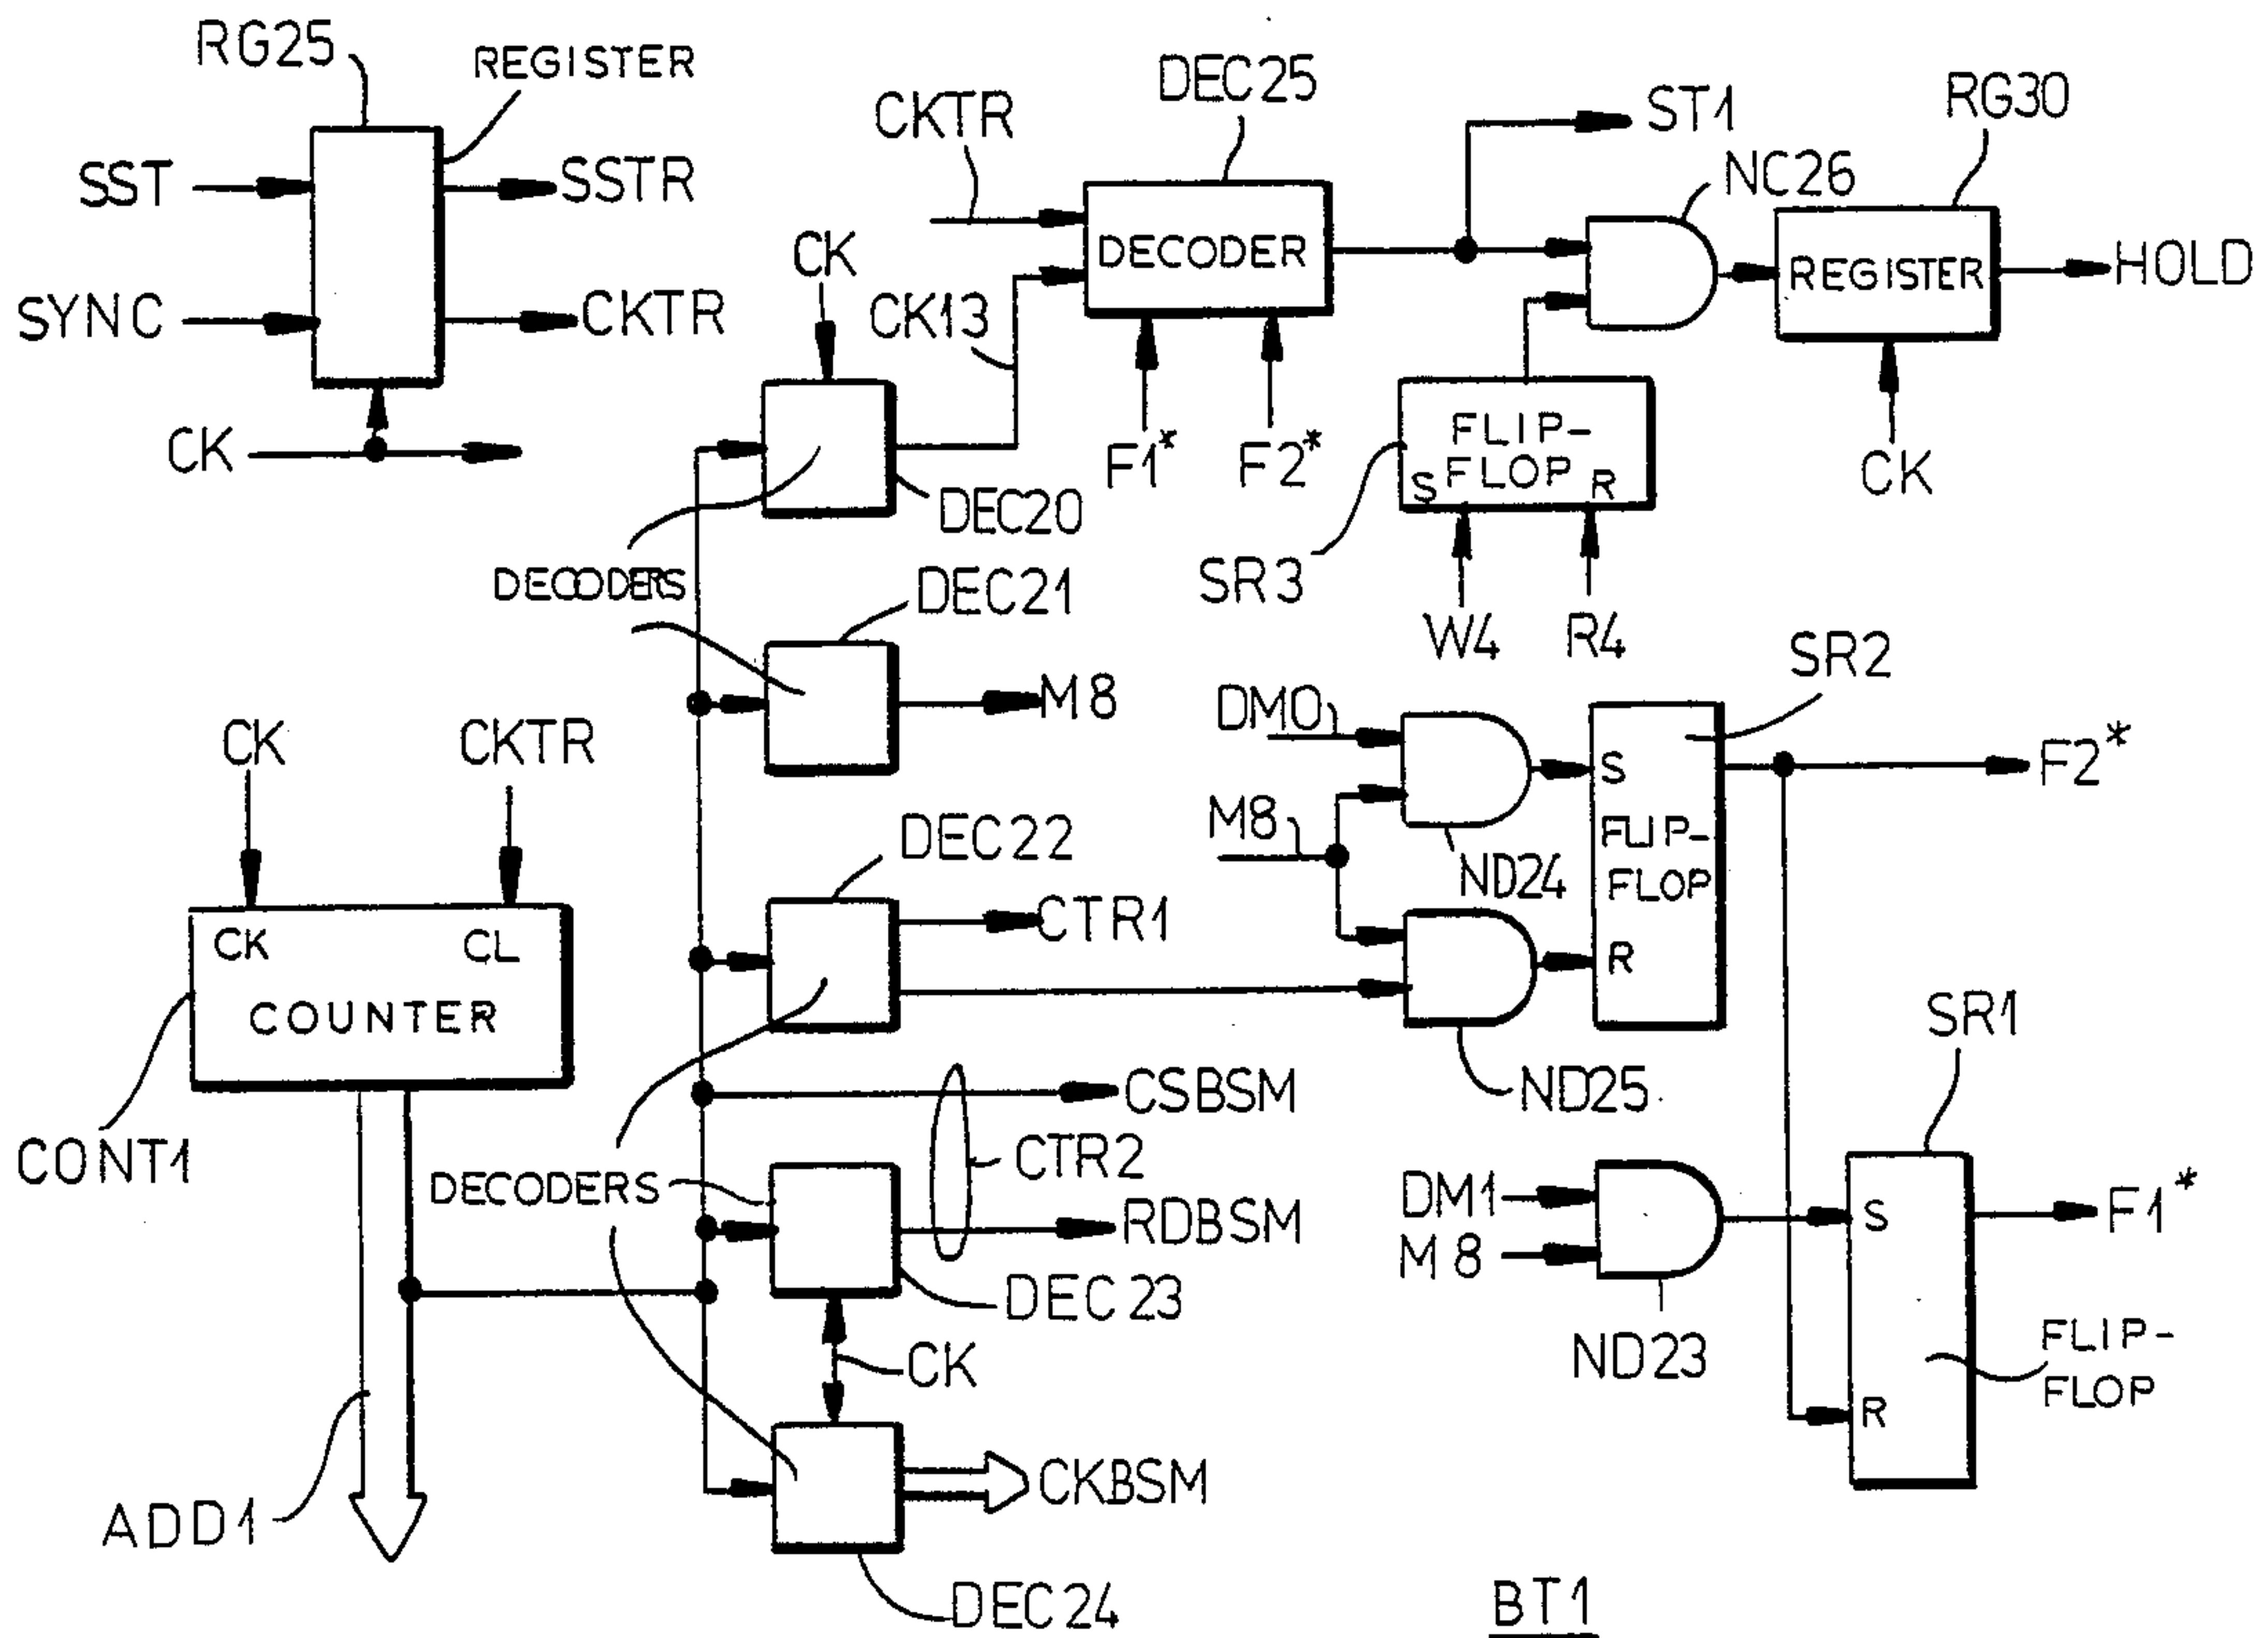 RG25
REGISTER
SST
SSTR
SYNC
CKTR
CK
CKTR
DEC25
DECODER
ST1
NC26
RG30
REGISTER
HOLD
CK
CK
CK13
F1*
F2*
FLIP-
FLOP
S
R
SR3
W4
R4
DEC20
DECODERS
DEC21
M8
CK
CKTR
CK
CL
COUNTER
CONT1
ADD1
DEC22
CTR1
CSBSM
CTR2
DECODERS
RDBSM
DEC23
CK
CKBSM
DEC24
DM0
M8
ND24
ND25
SR2
S
FLIP-
FLOP
R
F2*
SR1
DM1
M8
ND23
S
R
F1*
FLIP-
FLOP
BT1